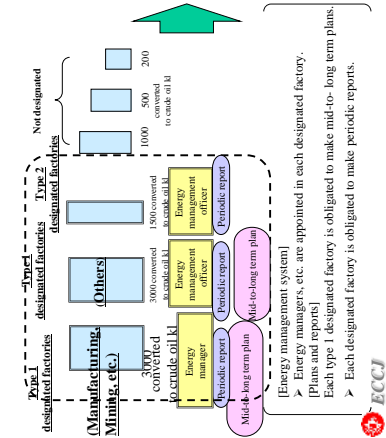 Type 1
designated factories
(Manufacturing,
Mining, etc.)
3000
converted
to crude oil kl
Energy
manager
Periodic report
Mid-to-long term plan
Type 1
designated factories
(Others)
3000 converted
to crude oil kl
Energy
management
officer
Periodic report
Mid-to-long term plan
Type 2
designated factories
1500 converted
to crude oil kl
Energy
management
officer
Periodic report
Not designated
1000
500
converted
to crude oil kl
200
[Energy management system]
➤ Energy managers, etc. are appointed in each designated factory.
[Plans and reports]
Each type 1 designated factory is obligated to make mid-to- long term plans.
➤ Each designated factory is obligated to make periodic reports.
ECCJ